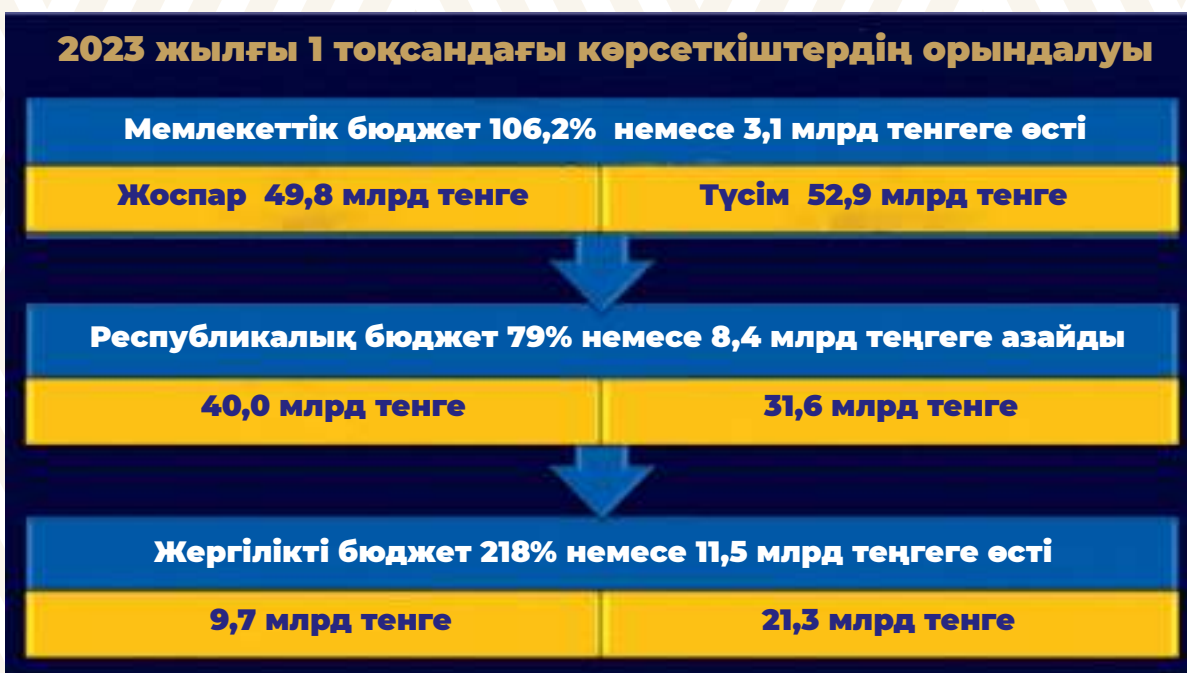 2023 жылғы 1 тоқсандағы көрсеткіштердің орындалуы
Мемлекеттік бюджет 106,2% немесе 3,1 млрд тенгеге өсті
Жоспар 49,8 млрд тенге
Түсім 52,9 млрд тенге
Республикалық бюджет 79% немесе 8,4 млрд теңгеге азайды
40,0 млрд тенге
31,6 млрд тенге
Жергілікті бюджет 218% немесе 11,5 млрд теңгеге өсті
9,7 млрд тенге
21,3 млрд тенге